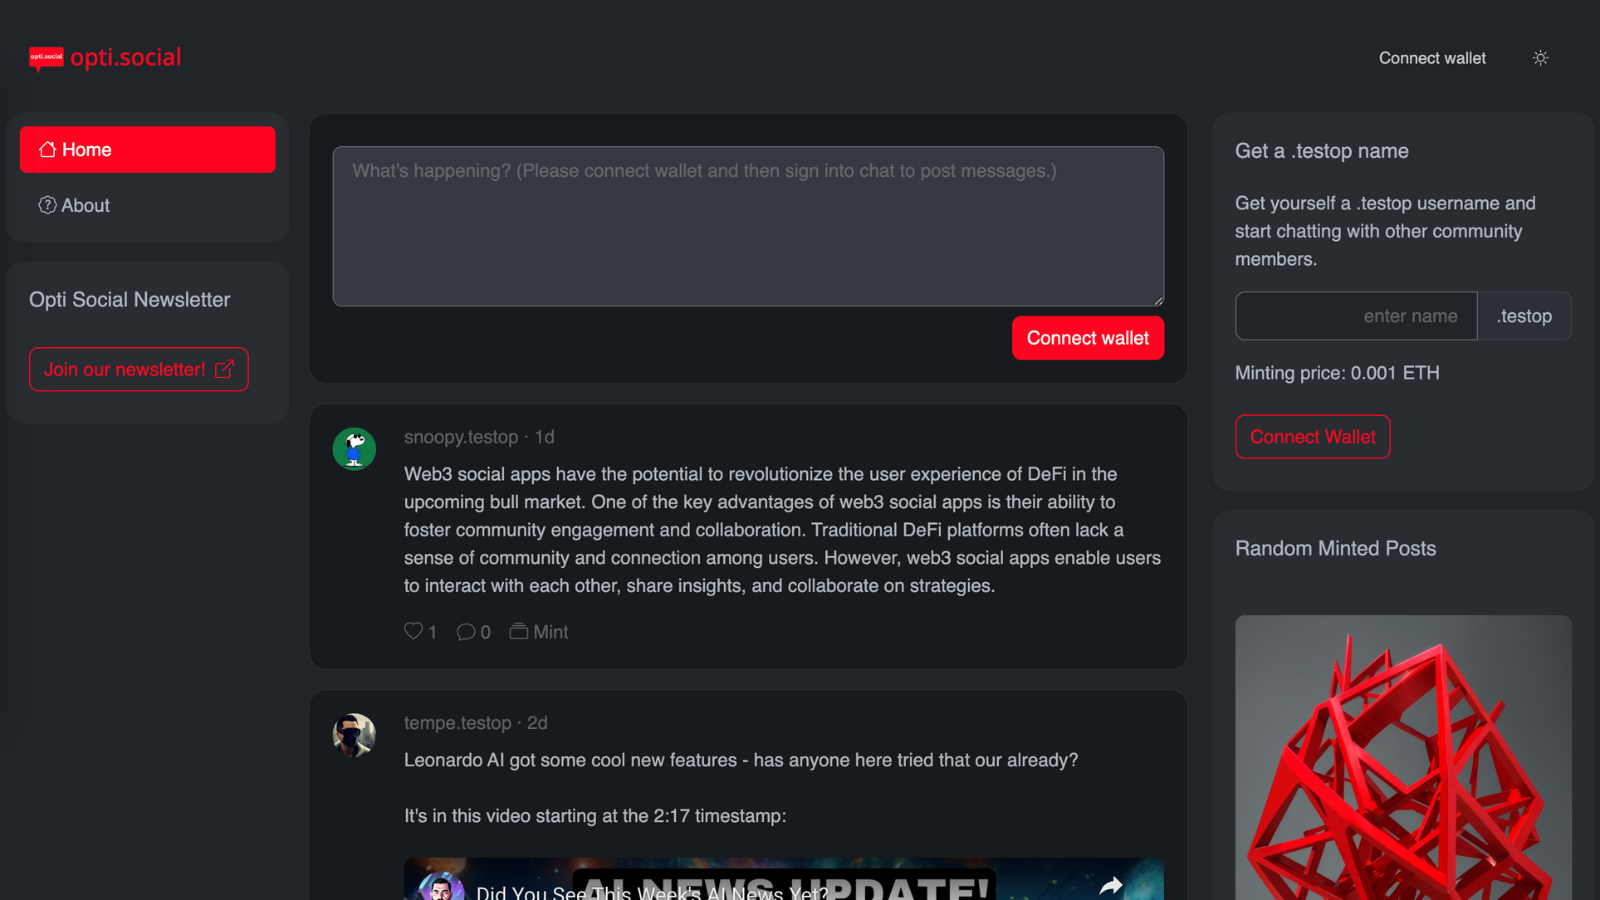 opti.social
opti.social
Connect wallet
Home
About
Opti Social Newsletter
Join our newsletter!
What's happening? (Please connect wallet and then sign into chat to post messages.)
Connect wallet
snoopy.testop · 1d
Web3 social apps have the potential to revolutionize the user experience of DeFi in the
upcoming bull market. One of the key advantages of web3 social apps is their ability to
foster community engagement and collaboration. Traditional DeFi platforms often lack a
sense of community and connection among users. However, web3 social apps enable users
to interact with each other, share insights, and collaborate on strategies.
1 0 Mint
tempe.testop · 2d
Leonardo AI got some cool new features - has anyone here tried that our already?
It's in this video starting at the 2:17 timestamp:
AI NEWS UPDATE!
Did You See This Week's AI News Yet?
Get a .testop name
Get yourself a .testop username and
start chatting with other community
members.
enter name .testop
Minting price: 0.001 ETH
Connect Wallet
Random Minted Posts